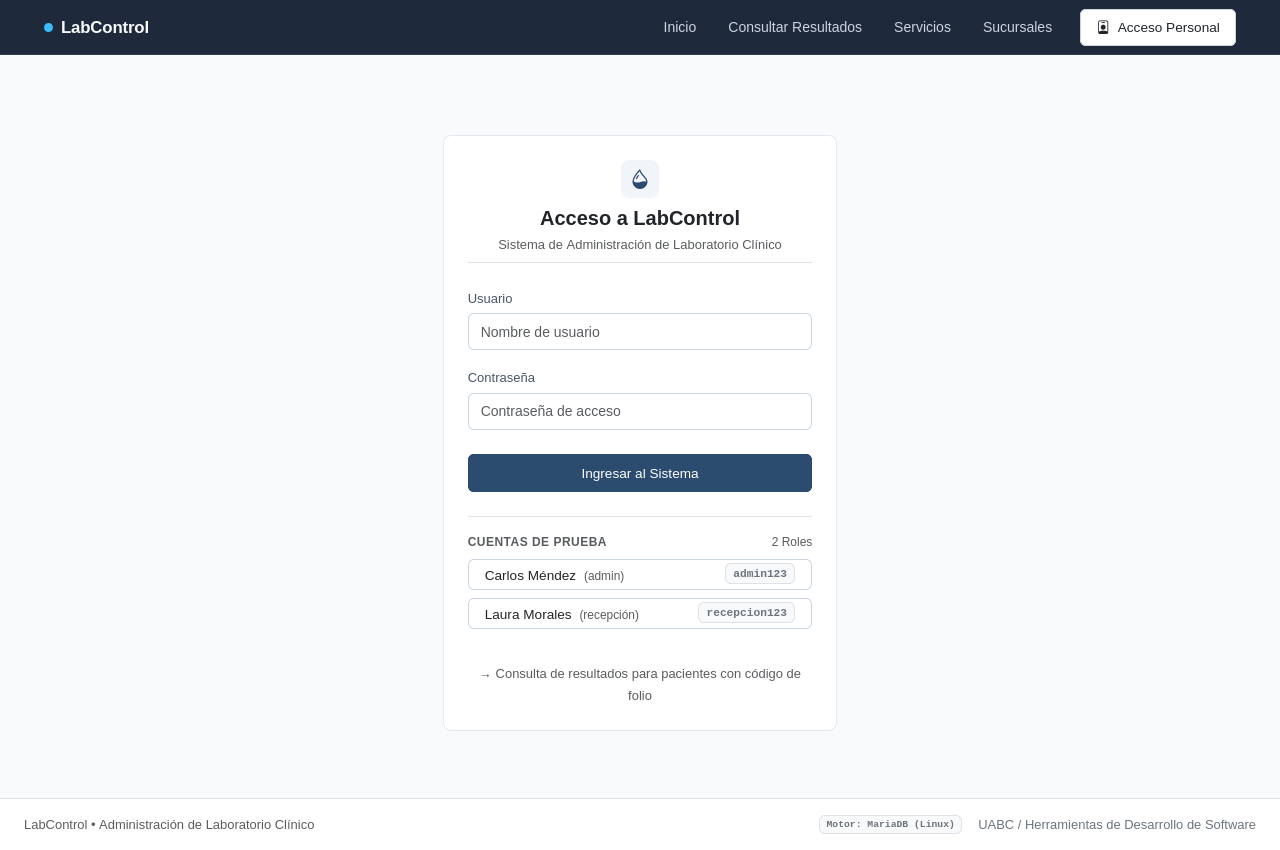 LabControl
Inicio
Consultar Resultados
Servicios
Sucursales
Acceso Personal
Acceso a LabControl
Sistema de Administración de Laboratorio Clínico
Usuario
Nombre de usuario
Contraseña
Contraseña de acceso
Ingresar al Sistema
CUENTAS DE PRUEBA 2 Roles
Carlos Méndez (admin) admin123
Laura Morales (recepción) recepcion123
→ Consulta de resultados para pacientes con código de
folio
LabControl • Administración de Laboratorio Clínico
Motor: MariaDB (Linux)
UABC / Herramientas de Desarrollo de Software